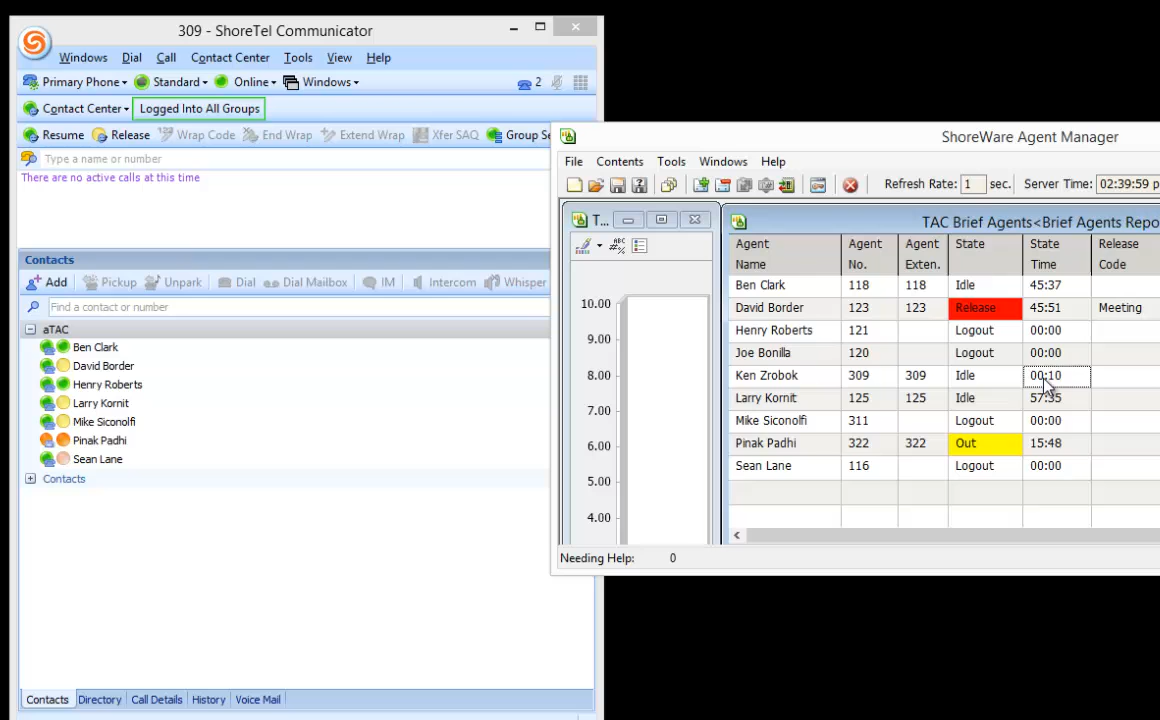 309 - ShoreTel Communicator
Windows Dial Call Contact Center Tools View Help
Primary Phone Standard Online Windows 2
Contact Center Logged Into All Groups
Resume Release Wrap Code End Wrap Extend Wrap Xfer SAQ Group Se
Type a name or number
There are no active calls at this time
Contacts
Add Pickup Unpark Dial Dial Mailbox IM Intercom Whisper
Find a contact or number
aTAC
Ben Clark
David Border
Henry Roberts
Larry Kornit
Mike Siconolfi
Pinak Padhi
Sean Lane
Contacts
Contacts Directory Call Details History Voice Mail
ShoreWare Agent Manager
File Contents Tools Windows Help
Refresh Rate: 1 sec. Server Time: 02:39:59 p
T...
ABC
10.00
9.00
8.00
7.00
6.00
5.00
4.00
TAC Brief Agents<Brief Agents Repo
Agent Name Agent No. Agent Exten. State State Time Release Code
Ben Clark 118 118 Idle 45:37
David Border 123 123 Release 45:51 Meeting
Henry Roberts 121 Logout 00:00
Joe Bonilla 120 Logout 00:00
Ken Zrobok 309 309 Idle 00:10
Larry Kornit 125 125 Idle 57:35
Mike Siconolfi 311 Logout 00:00
Pinak Padhi 322 322 Out 15:48
Sean Lane 116 Logout 00:00
Needing Help: 0